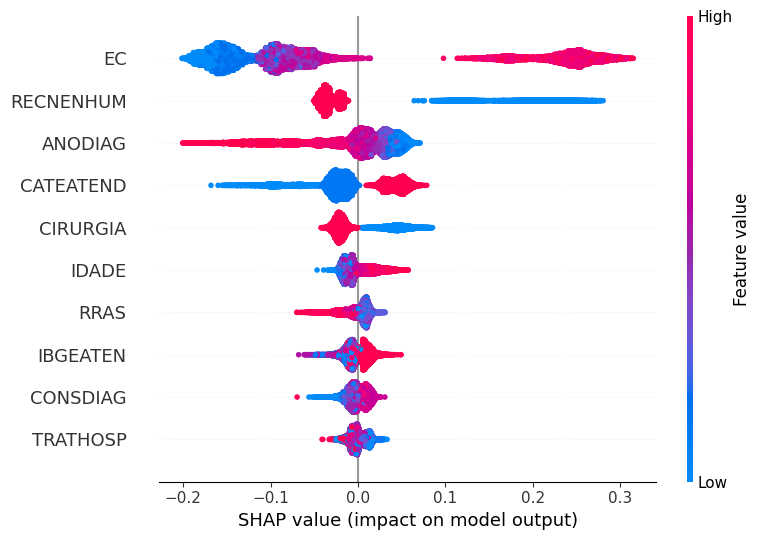 High
EC
RECNENHUM
ANODIAG
CATEATEND
CIRURGIA
IDADE
RRAS
IBGEATEN
CONSDIAG
TRATHOSP
Feature value
Low
−0.2 −0.1 0.0 0.1 0.2 0.3
SHAP value (impact on model output)